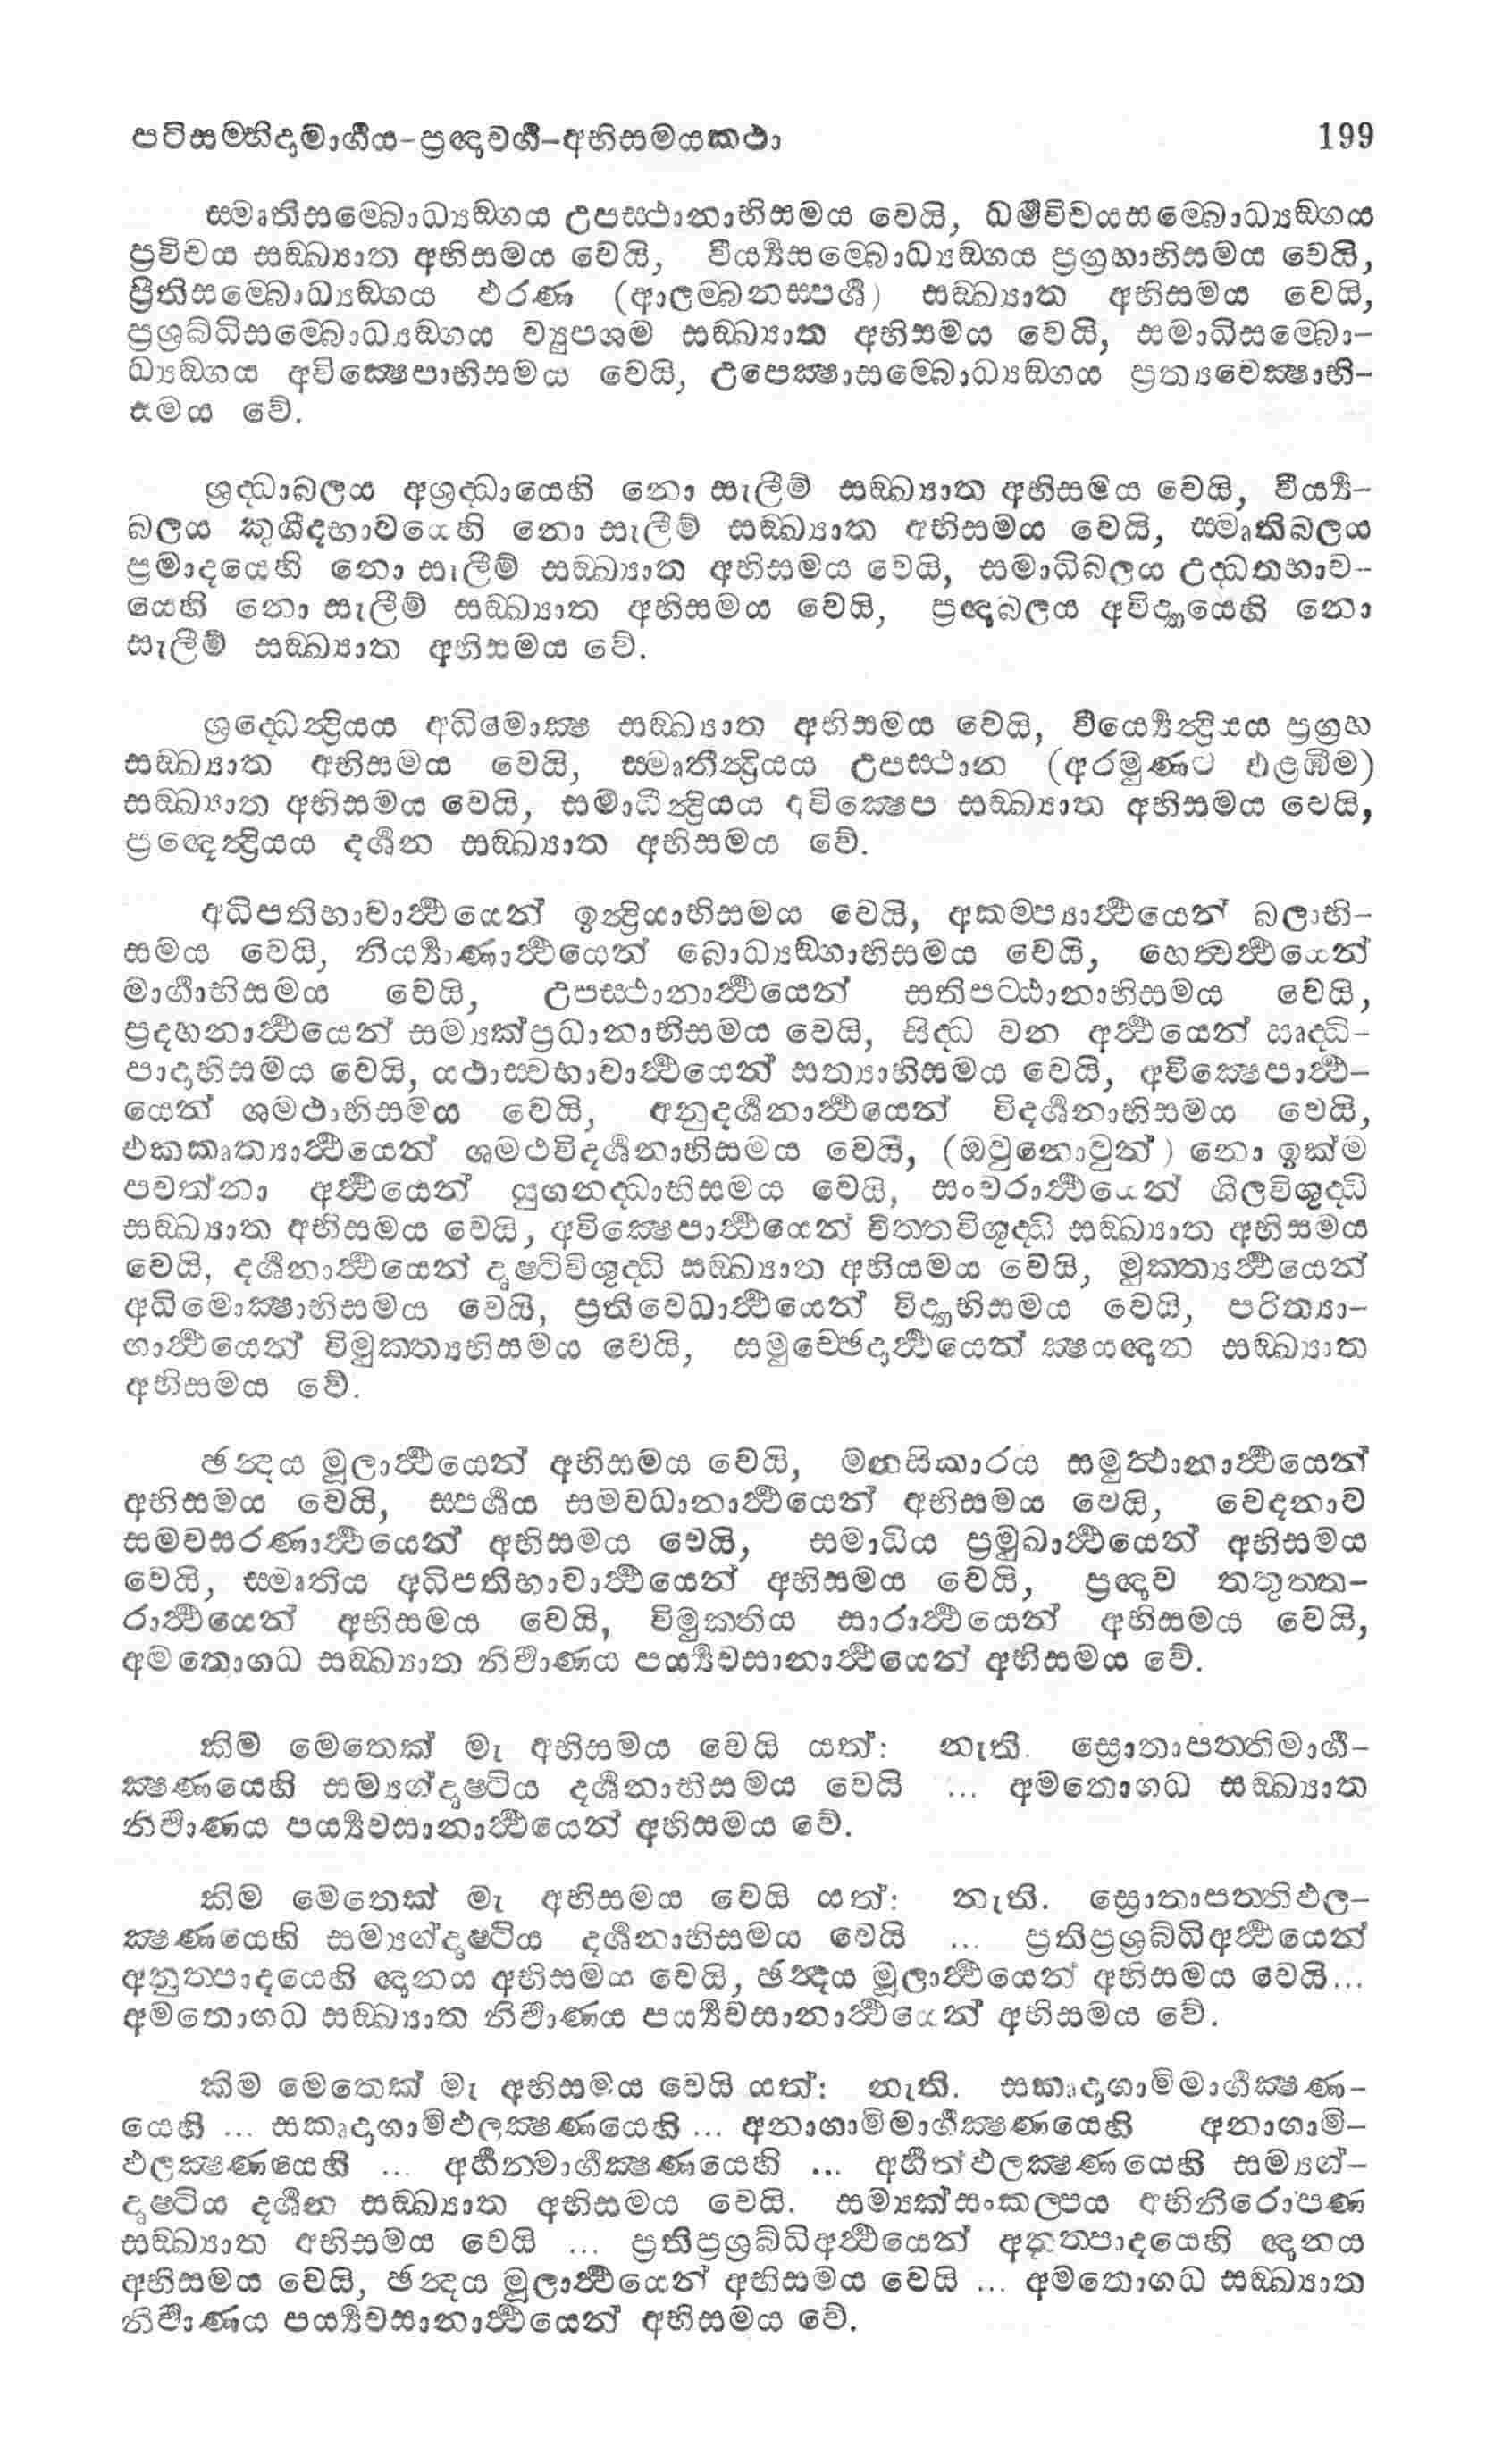 පටිසම්භිදාමාර්ගය-ප්‍රඥාවර්ග-අභිසමයකථා 199
සමෘතිසම්බොධ්‍යඞ්ගය උපස්ථානාභිසමය වෙයි, ධර්මවිචයසම්බොධ්‍යඞ්ගය
ප්‍රවිචය සඞ්ඛ්‍යාත අභිසමය වෙයි, වීර්‍ය්‍යසම්බොධ්‍යඞ්ගය ප්‍රග්‍රහාභිසමය වෙයි,
ප්‍රීතිසම්බොධ්‍යඞ්ගය ඵරණ (ආලම්බනස්පර්ශ) සඞ්ඛ්‍යාත අභිසමය වෙයි,
ප්‍රශ්‍රබ්ධිසම්බොධ්‍යඞ්ගය ව්‍යුපශම සඞ්ඛ්‍යාත අභිසමය වෙයි, සමාධිසම්බො-
ධ්‍යඞ්ගය අවික්‍ෂෙපාභිසමය වෙයි, උපෙක්‍ෂාසම්බොධ්‍යඞ්ගය ප්‍රත්‍යවෙක්‍ෂාභි-
සමය වේ.
ශ්‍රද්ධාබලය අශ්‍රද්ධායෙහි නො සැලීම් සඞ්ඛ්‍යාත අභිසමය වෙයි, වීර්‍ය්‍ය-
බලය කුශීදභාවයෙහි නො සැලීම් සඞ්ඛ්‍යාත අභිසමය වෙයි, සමෘතිබලය
ප්‍රමාදයෙහි නො සැලීම් සඞ්ඛ්‍යාත අභිසමය වෙයි, සමාධිබලය උද්ධතභාව-
යෙහි නො සැලීම් සඞ්ඛ්‍යාත අභිසමය වෙයි, ප්‍රඥාබලය අවිද්‍යායෙහි නො
සැලීම් සඞ්ඛ්‍යාත අභිසමය වේ.
ශ්‍රද්ධෙන්ද්‍රියය අධිමොක්‍ෂ සඞ්ඛ්‍යාත අභිසමය වෙයි, වීර්‍ය්‍යෙන්ද්‍රියය ප්‍රග්‍රහ
සඞ්ඛ්‍යාත අභිසමය වෙයි, සමෘතීන්ද්‍රියය උපස්ථාන (අරමුණට එළඹීම)
සඞ්ඛ්‍යාත අභිසමය වෙයි, සමාධීන්ද්‍රියය අවික්‍ෂෙප සඞ්ඛ්‍යාත අභිසමය වෙයි,
ප්‍රඥෙන්ද්‍රියය දර්ශන සඞ්ඛ්‍යාත අභිසමය වේ.
අධිපතිභාවාර්ත්‍ථයෙන් ඉන්ද්‍රියාභිසමය වෙයි, අකම්ප්‍යාර්ත්‍ථයෙන් බලාභි-
සමය වෙයි, නිර්‍ය්‍යාණාර්ත්‍ථයෙන් බොධ්‍යඞ්ගාභිසමය වෙයි, හෙත්වර්ත්‍ථයෙන්
මාර්ගාභිසමය වෙයි, උපස්ථානාර්ත්‍ථයෙන් සතිපට්ඨානාභිසමය වෙයි,
ප්‍රදහනාර්ත්‍ථයෙන් සම්‍යක්ප්‍රධානාභිසමය වෙයි, සිද්ධ වන අර්ත්‍ථයෙන් ඍද්ධි-
පාදාභිසමය වෙයි, යථාස්වභාවාර්ත්‍ථයෙන් සත්‍යාභිසමය වෙයි, අවික්‍ෂෙපාර්ත්‍ථ-
යෙන් ශමථාභිසමය වෙයි, අනුදර්ශනාර්ත්‍ථයෙන් විදර්ශනාභිසමය වෙයි,
එකකෘත්‍යාර්ත්‍ථයෙන් ශමථවිදර්ශනාභිසමය වෙයි, (ඔවුනොවුන්) නො ඉක්ම
පවත්නා අර්ත්‍ථයෙන් යුගනද්ධාභිසමය වෙයි, සංවරාර්ත්‍ථයෙන් ශීලවිශුද්ධි
සඞ්ඛ්‍යාත අභිසමය වෙයි, අවික්‍ෂෙපාර්ත්‍ථයෙන් චිත්තවිශුද්ධි සඞ්ඛ්‍යාත අභිසමය
වෙයි, දර්ශනාර්ත්‍ථයෙන් දෘෂ්ටිවිශුද්ධි සඞ්ඛ්‍යාත අභියමය වෙයි, මුක්ත්‍යර්ත්‍ථයෙන්
අධිමොක්‍ෂාභිසමය වෙයි, ප්‍රතිවෙධාර්ත්‍ථයෙන් විද්‍යාභිසමය වෙයි, පරිත්‍යා-
ගාර්ත්‍ථයෙන් විමුක්ත්‍යභිසමය වෙයි, සමුච්ඡෙදාර්ත්‍ථයෙන් ක්‍ෂයඥාන සඞ්ඛ්‍යාත
අභිසමය වේ.
ඡන්දය මූලාර්ත්‍ථයෙන් අභිසමය වෙයි, මනසිකාරය සමුත්ථානාර්ත්‍ථයෙන්
අභිසමය වෙයි, ස්පර්ශය සමවධානාර්ත්‍ථයෙන් අභිසමය වෙයි, වෙදනාව
සමවසරණාර්ත්‍ථයෙන් අභිසමය වෙයි, සමාධිය ප්‍රමුඛාර්ත්‍ථයෙන් අභිසමය
වෙයි, සමෘතිය අධිපතිභාවාර්ත්‍ථයෙන් අභිසමය වෙයි, ප්‍රඥාව තතුත්ත-
රාර්ත්‍ථයෙන් අභිසමය වෙයි, විමුක්තිය සාරාර්ත්‍ථයෙන් අභිසමය වෙයි,
අමතොගධ සඞ්ඛ්‍යාත නිර්වාණය පර්‍ය්‍යවසානාර්ත්‍ථයෙන් අභිසමය වේ.
කිම මෙතෙක් මැ අභිසමය වෙයි යත්: නැති. ස්‍රොතාපත්තිමාර්ග-
ක්‍ෂණයෙහි සම්‍යග්දෘෂ්ටිය දර්ශනාභිසමය වෙයි ... අමතොගධ සඞ්ඛ්‍යාත
නිර්වාණය පර්‍ය්‍යවසානාර්ත්‍ථයෙන් අභිසමය වේ.
කිම මෙතෙක් මැ අභිසමය වෙයි යත්: නැති. ස්‍රොතාපත්තිඵල-
ක්‍ෂණයෙහි සම්‍යග්දෘෂ්ටිය දර්ශනාභිසමය වෙයි ... ප්‍රතිප්‍රශ්‍රබ්ධිඅර්ත්‍ථයෙන්
අනුත්පාදයෙහි ඥානය අභිසමය වෙයි, ඡන්දය මූලාර්ත්‍ථයෙන් අභිසමය වෙයි...
අමතොගධ සඞ්ඛ්‍යාත නිර්වාණය පර්‍ය්‍යවසානාර්ත්‍ථයෙන් අභිසමය වේ.
කිම මෙතෙක් මැ අභිසමය වෙයි යත්: නැති. සකෘදාගාමිමාර්ගක්‍ෂණ-
යෙහි ... සකෘදාගාමිඵලක්‍ෂණයෙහි ... අනාගාමිමාර්ගක්‍ෂණයෙහි අනාගාමි-
ඵලක්‍ෂණයෙහි ... අර්හත්මාර්ගක්‍ෂණයෙහි ... අර්හත්ඵලක්‍ෂණයෙහි සම්‍යග්-
දෘෂ්ටිය දර්ශන සඞ්ඛ්‍යාත අභිසමය වෙයි. සම්‍යක්සංකල්පය අභිනිරොපණ
සඞ්ඛ්‍යාත අභිසමය වෙයි ... ප්‍රතිප්‍රශ්‍රබ්ධිඅර්ත්‍ථයෙන් අනුත්පාදයෙහි ඥානය
අභිසමය වෙයි, ඡන්දය මූලාර්ත්‍ථයෙන් අභිසමය වෙයි ... අමතොගධ සඞ්ඛ්‍යාත
නිර්වාණය පර්‍ය්‍යවසානාර්ත්‍ථයෙන් අභිසමය වේ.